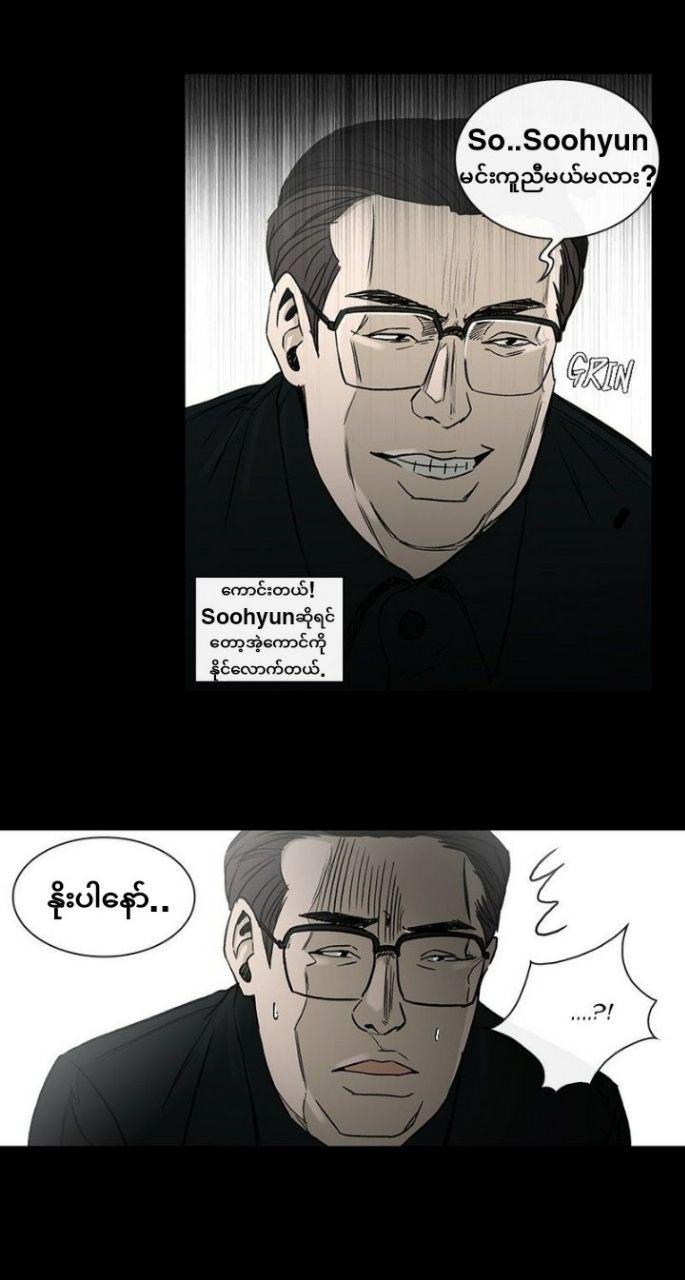 So..Soohyun
မင်းကူညီမယ်မလား?
GRIN
ကောင်းတယ်!
Soohyunဆိုရင်
တော့အဲ့ကောင်ကို
နိုင်လောက်တယ်.
နိုးပါနော်..
....?!